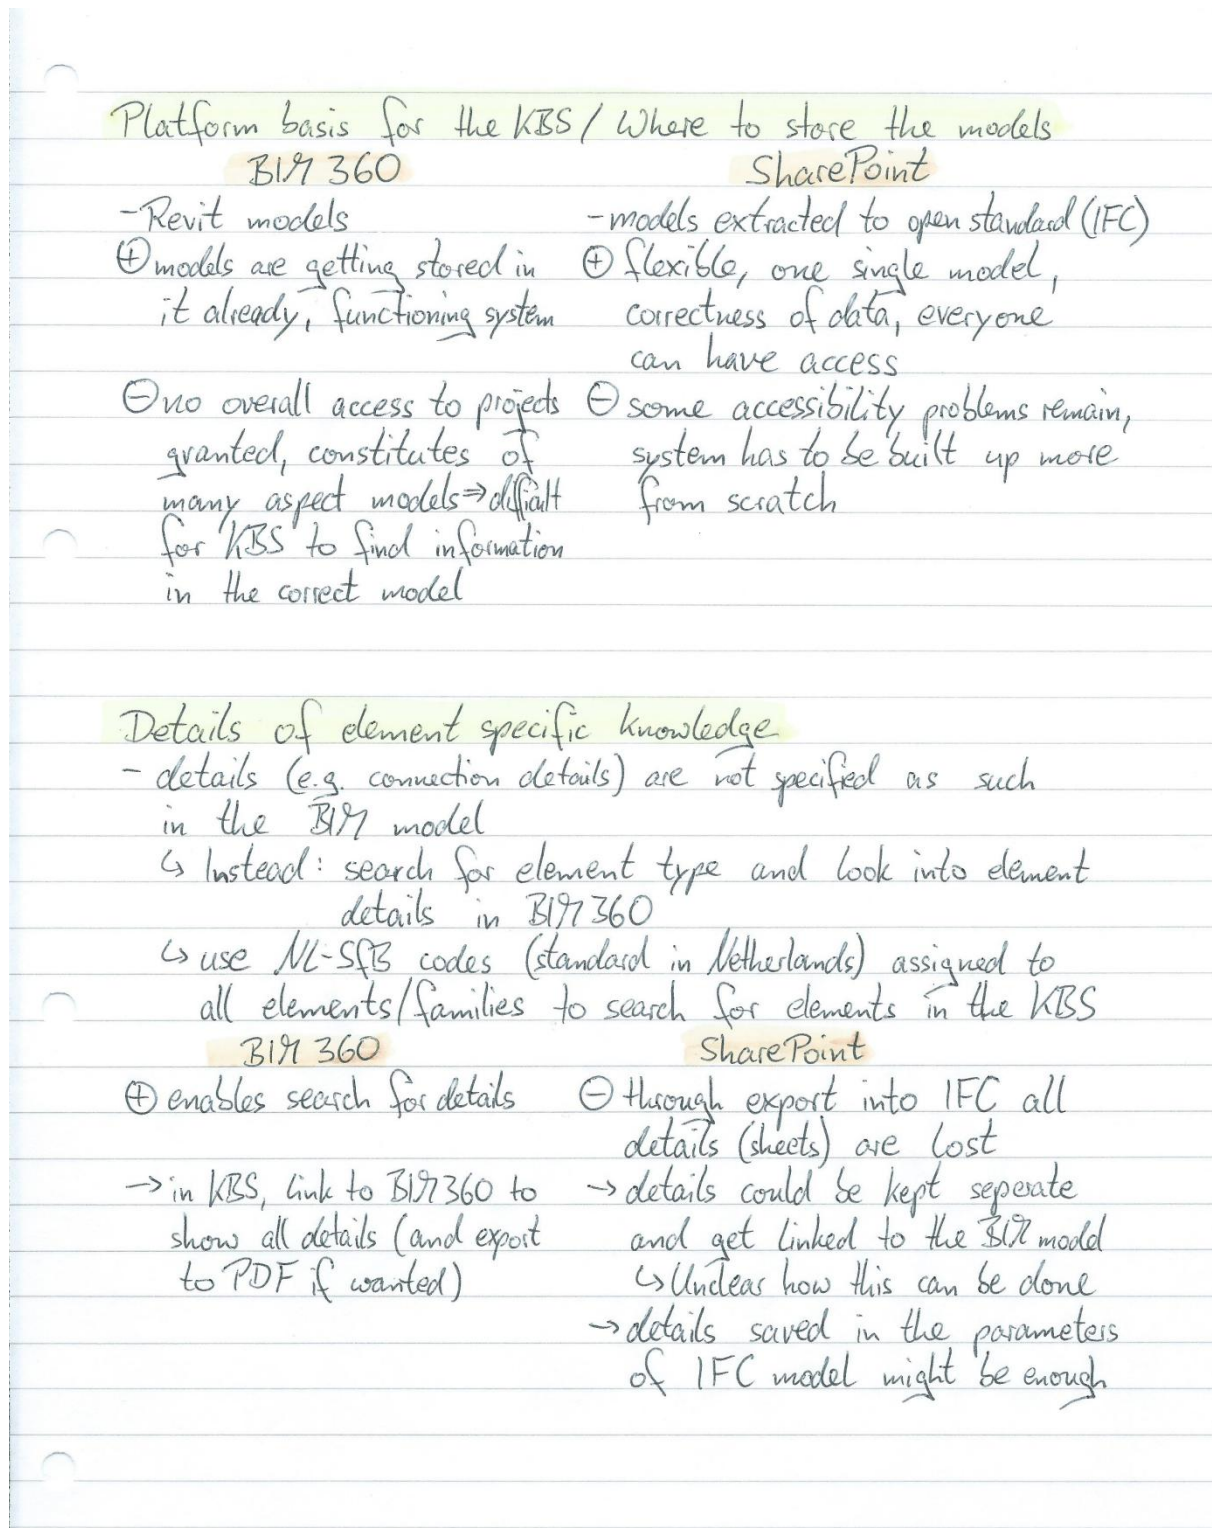 Platform basis for the KBS / Where to store the models
BIM 360
- Revit models
⊕ models are getting stored in
it already, functioning system
⊖ no overall access to projects
granted, constitutes of
many aspect models ⇒ difficult
for KBS to find information
in the correct model
SharePoint
- models extracted to open standard (IFC)
⊕ flexible, one single model,
correctness of data, everyone
can have access
⊖ some accessibility problems remain,
system has to be built up more
from scratch
Details of element specific knowledge
- details (e.g. connection details) are not specified as such
in the BIM model
↳ Instead: search for element type and look into element
details in BIM 360
↳ use NL-SfB codes (standard in Netherlands) assigned to
all elements/families to search for elements in the KBS
BIM 360
⊕ enables search for details
→ in KBS, link to BIM 360 to
show all details (and export
to PDF if wanted)
SharePoint
⊖ through export into IFC all
details (sheets) are lost
→ details could be kept seperate
and get linked to the BIM model
↳ Unclear how this can be done
→ details saved in the parameters
of IFC model might be enough